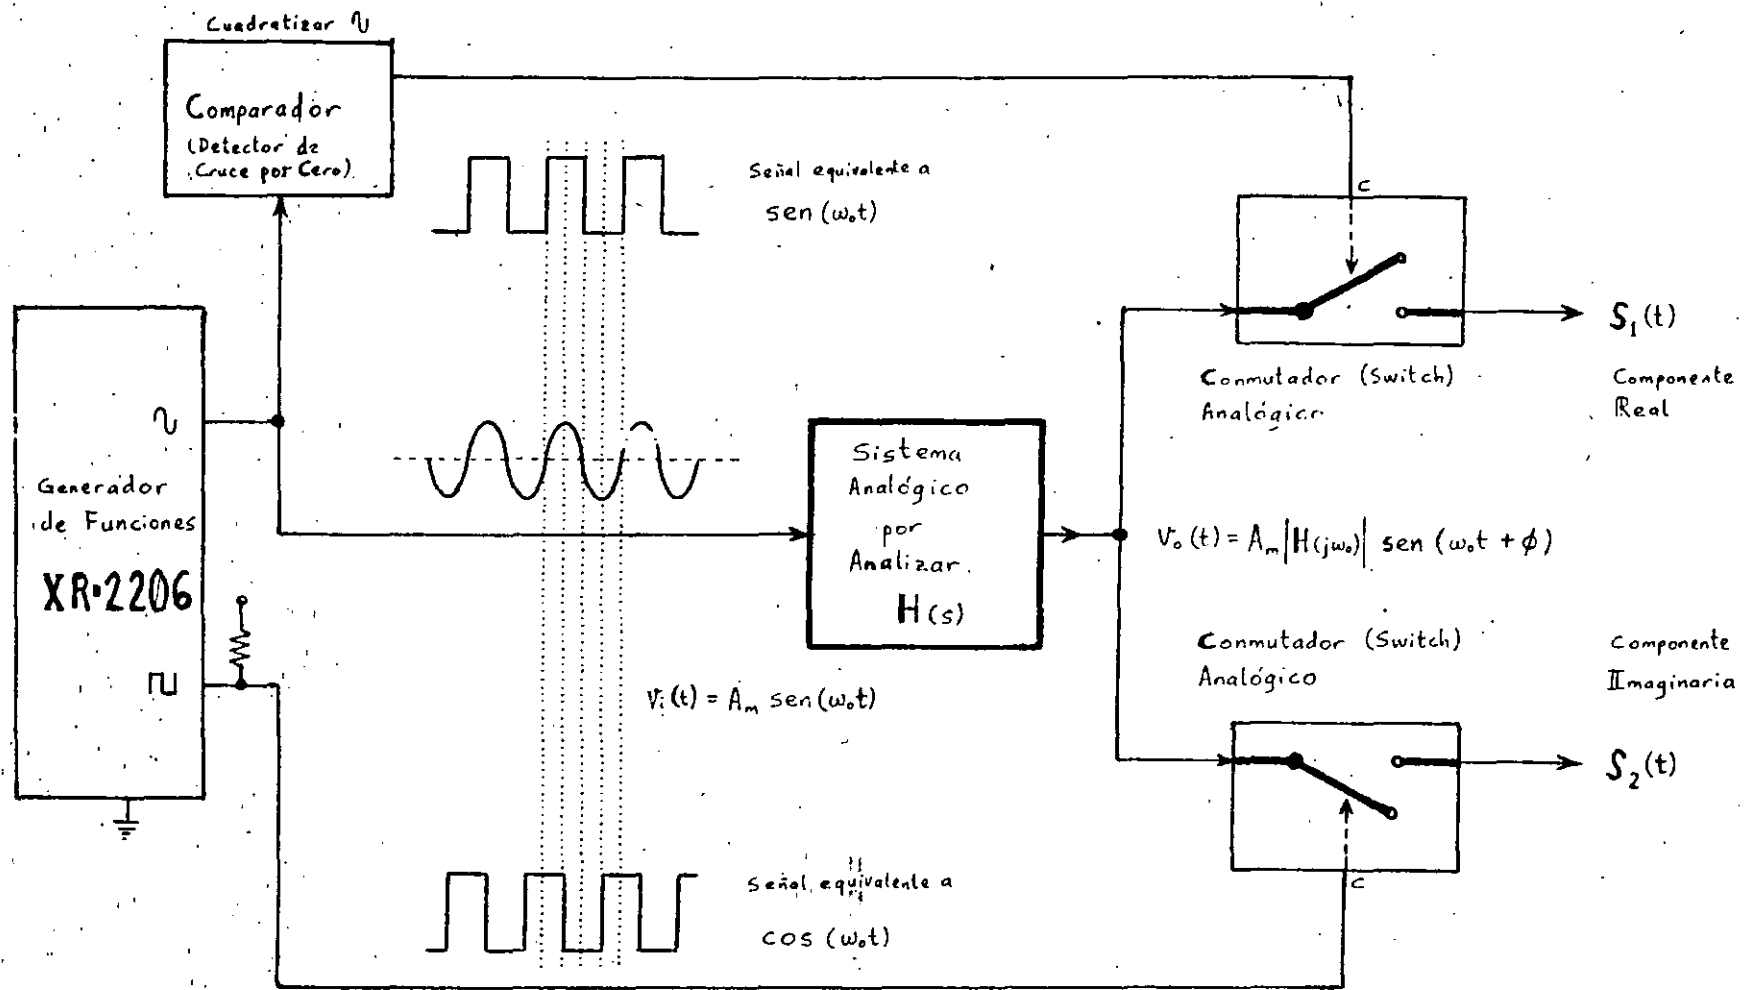 Cuadratizar
Comparador
(Detector de
Cruce por Cero)
Señal equivalente a
sen (ω₀t)
C
S₁(t)
Conmutador (Switch)
Analógico
Componente
Real
Generador
de Funciones
XR-2206
Sistema
Analógico
por
Analizar
H(s)
V₀(t) = Aₘ |H(jω₀)| sen (ω₀t + φ)
Vᵢ(t) = Aₘ sen(ω₀t)
Conmutador (Switch)
Analógico
Componente
Imaginaria
S₂(t)
C
Señal equivalente a
cos (ω₀t)